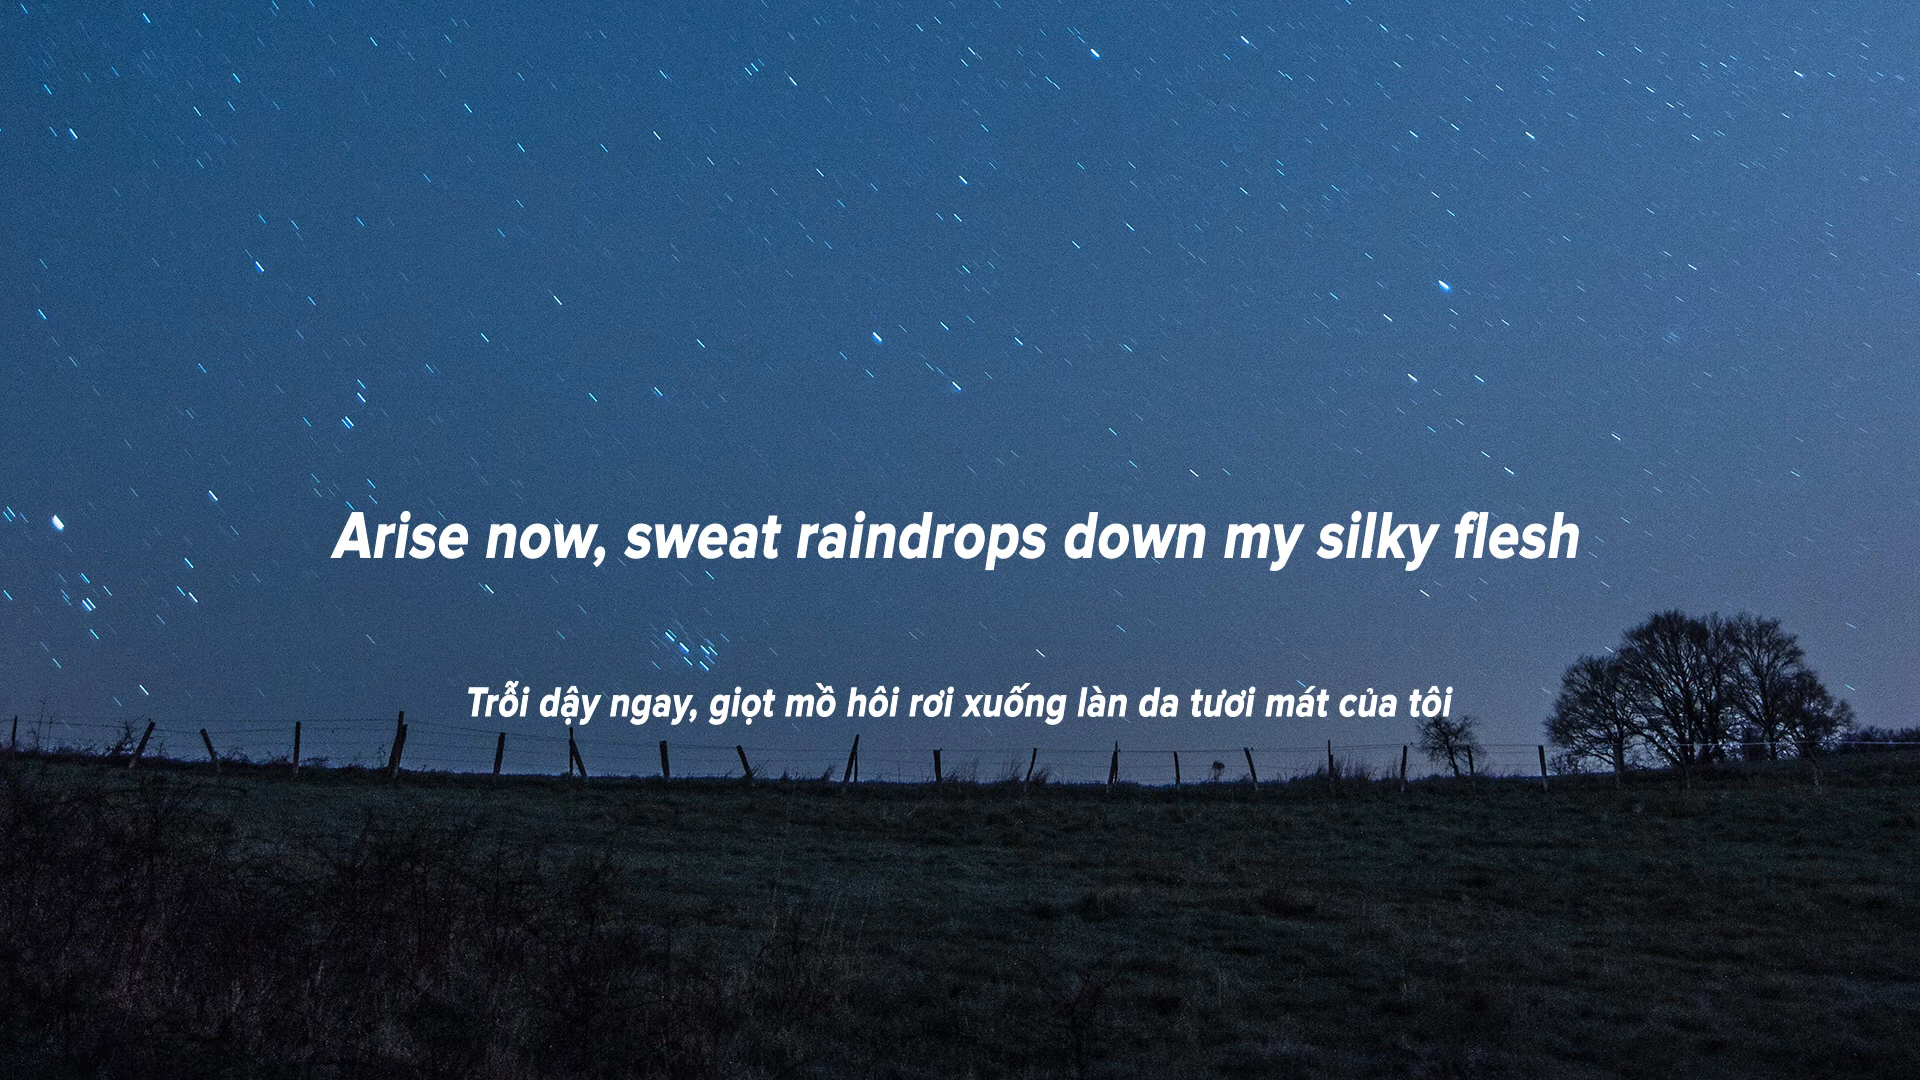 Arise now, sweat raindrops down my silky flesh
Trỗi dậy ngay, giọt mồ hôi rơi xuống làn da tươi mát của tôi